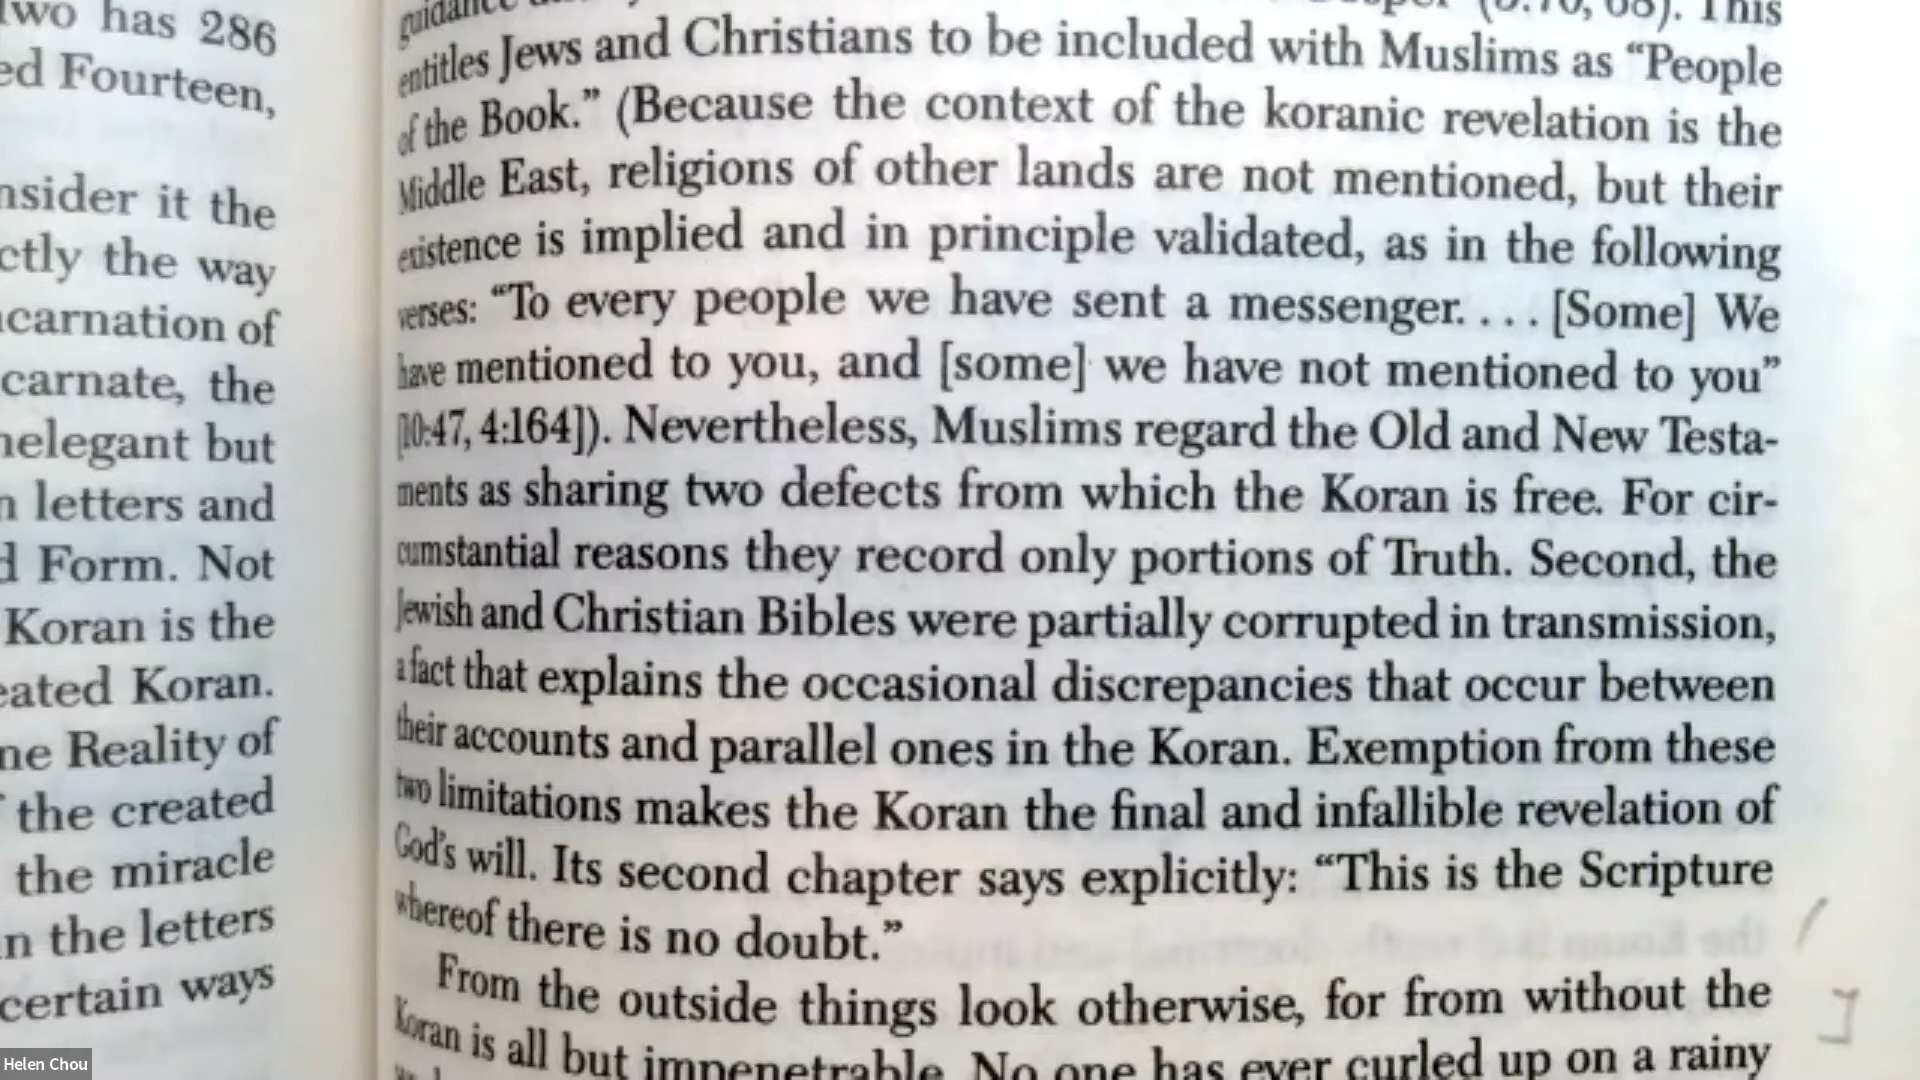 two has 286
ed Fourteen,
nsider it the
ctly the way
ncarnation of
carnate, the
nelegant but
n letters and
d Form. Not
Koran is the
eated Koran.
ne Reality of
the created
the miracle
in the letters
certain ways
guidance
(5:70, 68). This
entitles Jews and Christians to be included with Muslims as “People
of the Book.” (Because the context of the koranic revelation is the
Middle East, religions of other lands are not mentioned, but their
existence is implied and in principle validated, as in the following
verses: “To every people we have sent a messenger. . . . [Some] We
have mentioned to you, and [some] we have not mentioned to you”
[10:47, 4:164]). Nevertheless, Muslims regard the Old and New Testa-
ments as sharing two defects from which the Koran is free. For cir-
cumstantial reasons they record only portions of Truth. Second, the
Jewish and Christian Bibles were partially corrupted in transmission,
a fact that explains the occasional discrepancies that occur between
their accounts and parallel ones in the Koran. Exemption from these
two limitations makes the Koran the final and infallible revelation of
God’s will. Its second chapter says explicitly: “This is the Scripture
whereof there is no doubt.”
From the outside things look otherwise, for from without the
Koran is all but impenetrable. No one has ever curled up on a rainy
Helen Chou